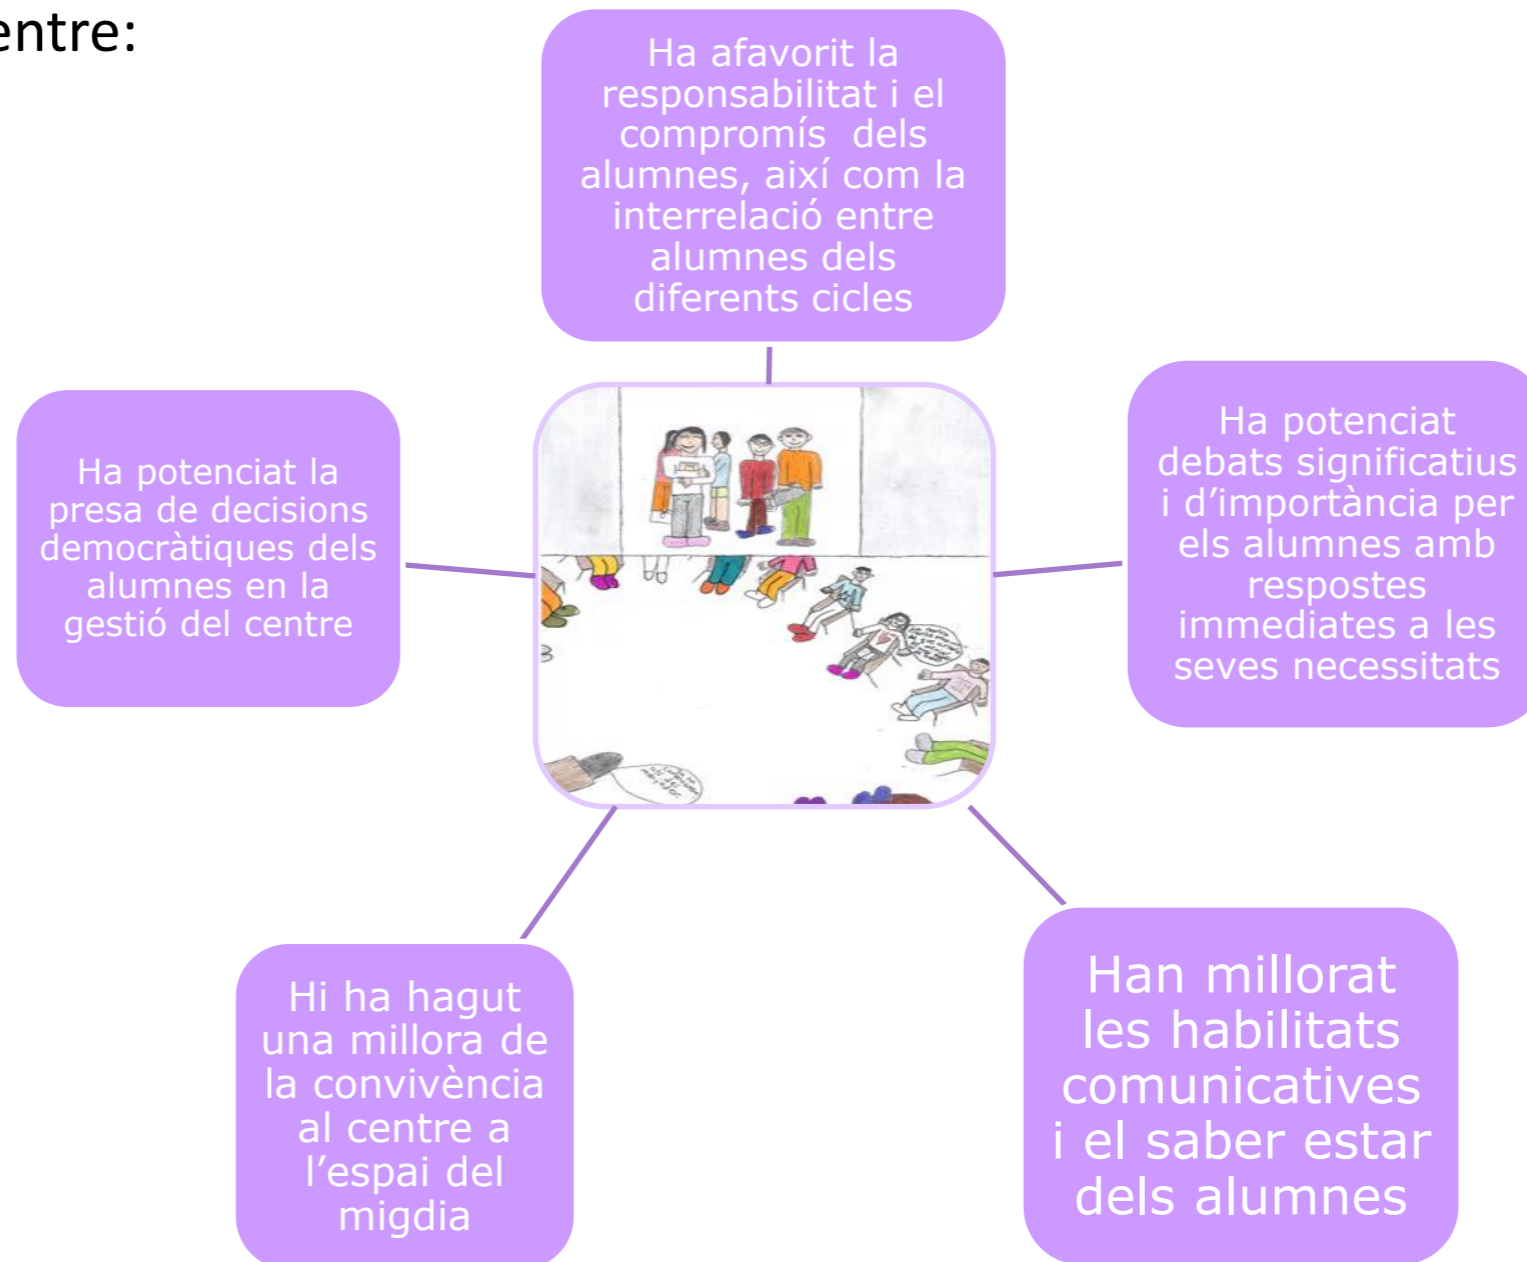 entre:
Ha afavorit la
responsabilitat i el
compromís  dels
alumnes, així com la
interrelació entre
alumnes dels
diferents cicles
Ha potenciat la
presa de decisions
democràtiques dels
alumnes en la
gestió del centre
Ha potenciat
debats significatius
i d’importància per
els alumnes amb
respostes
immediates a les
seves necessitats
Hi ha hagut
una millora de
la convivència
al centre a
l’espai del
migdia
Han millorat
les habilitats
comunicatives
i el saber estar
dels alumnes